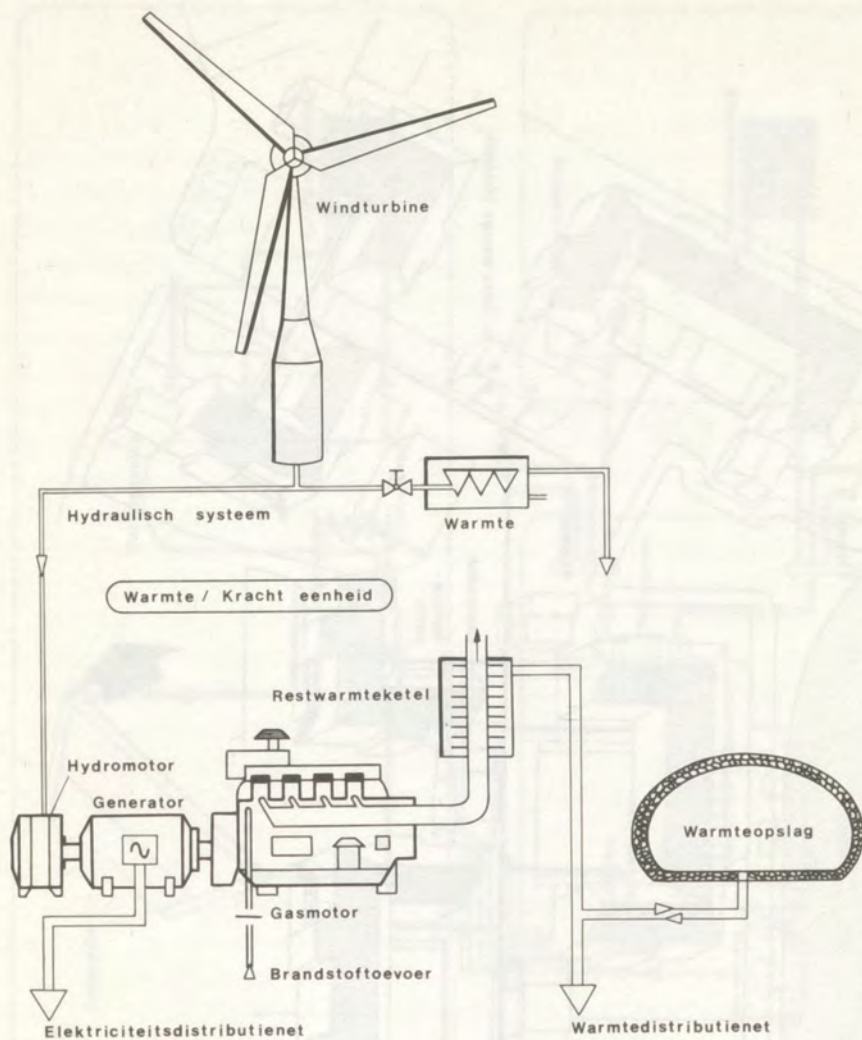 Windturbine
Hydraulisch systeem
Warmte
Warmte / Kracht eenheid
Restwarmteketel
Hydromotor
Generator
Warmteopslag
Gasmotor
Brandstoftoevoer
Elektriciteitsdistributienet
Warmtedistributienet